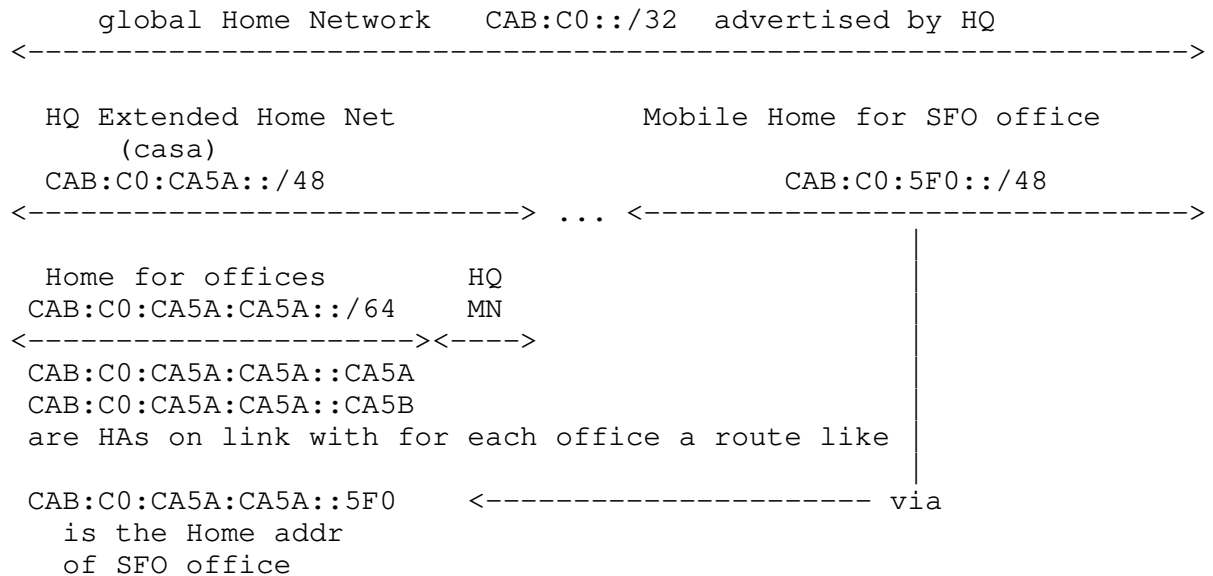 global Home Network   CAB:C0::/32  advertised by HQ
<------------------------------------------------------------------>
HQ Extended Home Net              Mobile Home for SFO office
(casa)
CAB:C0:CA5A::/48                          CAB:C0:5F0::/48
<----------------------------> ... <------------------------------->
|
Home for offices      HQ                        |
CAB:C0:CA5A:CA5A::/64    MN                        |
<----------------------><---->                      |
CAB:C0:CA5A:CA5A::CA5A                              |
CAB:C0:CA5A:CA5A::CA5B                              |
are HAs on link with for each office a route like |
|
CAB:C0:CA5A:CA5A::5F0    <---------------------- via
is the Home addr
of SFO office